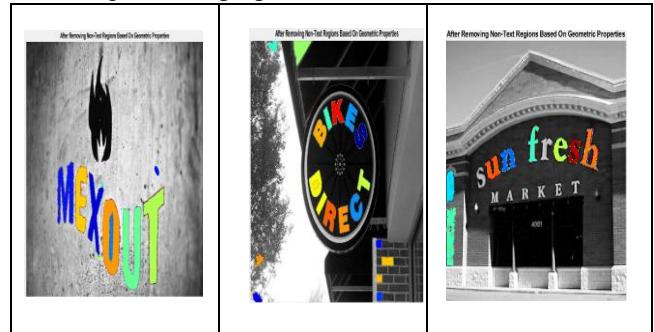 After Removing Non-Text Regions Based On Geometric Properties
MEXOUT
After Removing Non-Text Regions Based On Geometric Properties
BIKES
DIRECT
After Removing Non-Text Regions Based On Geometric Properties
sun fresh
MARKET
4001